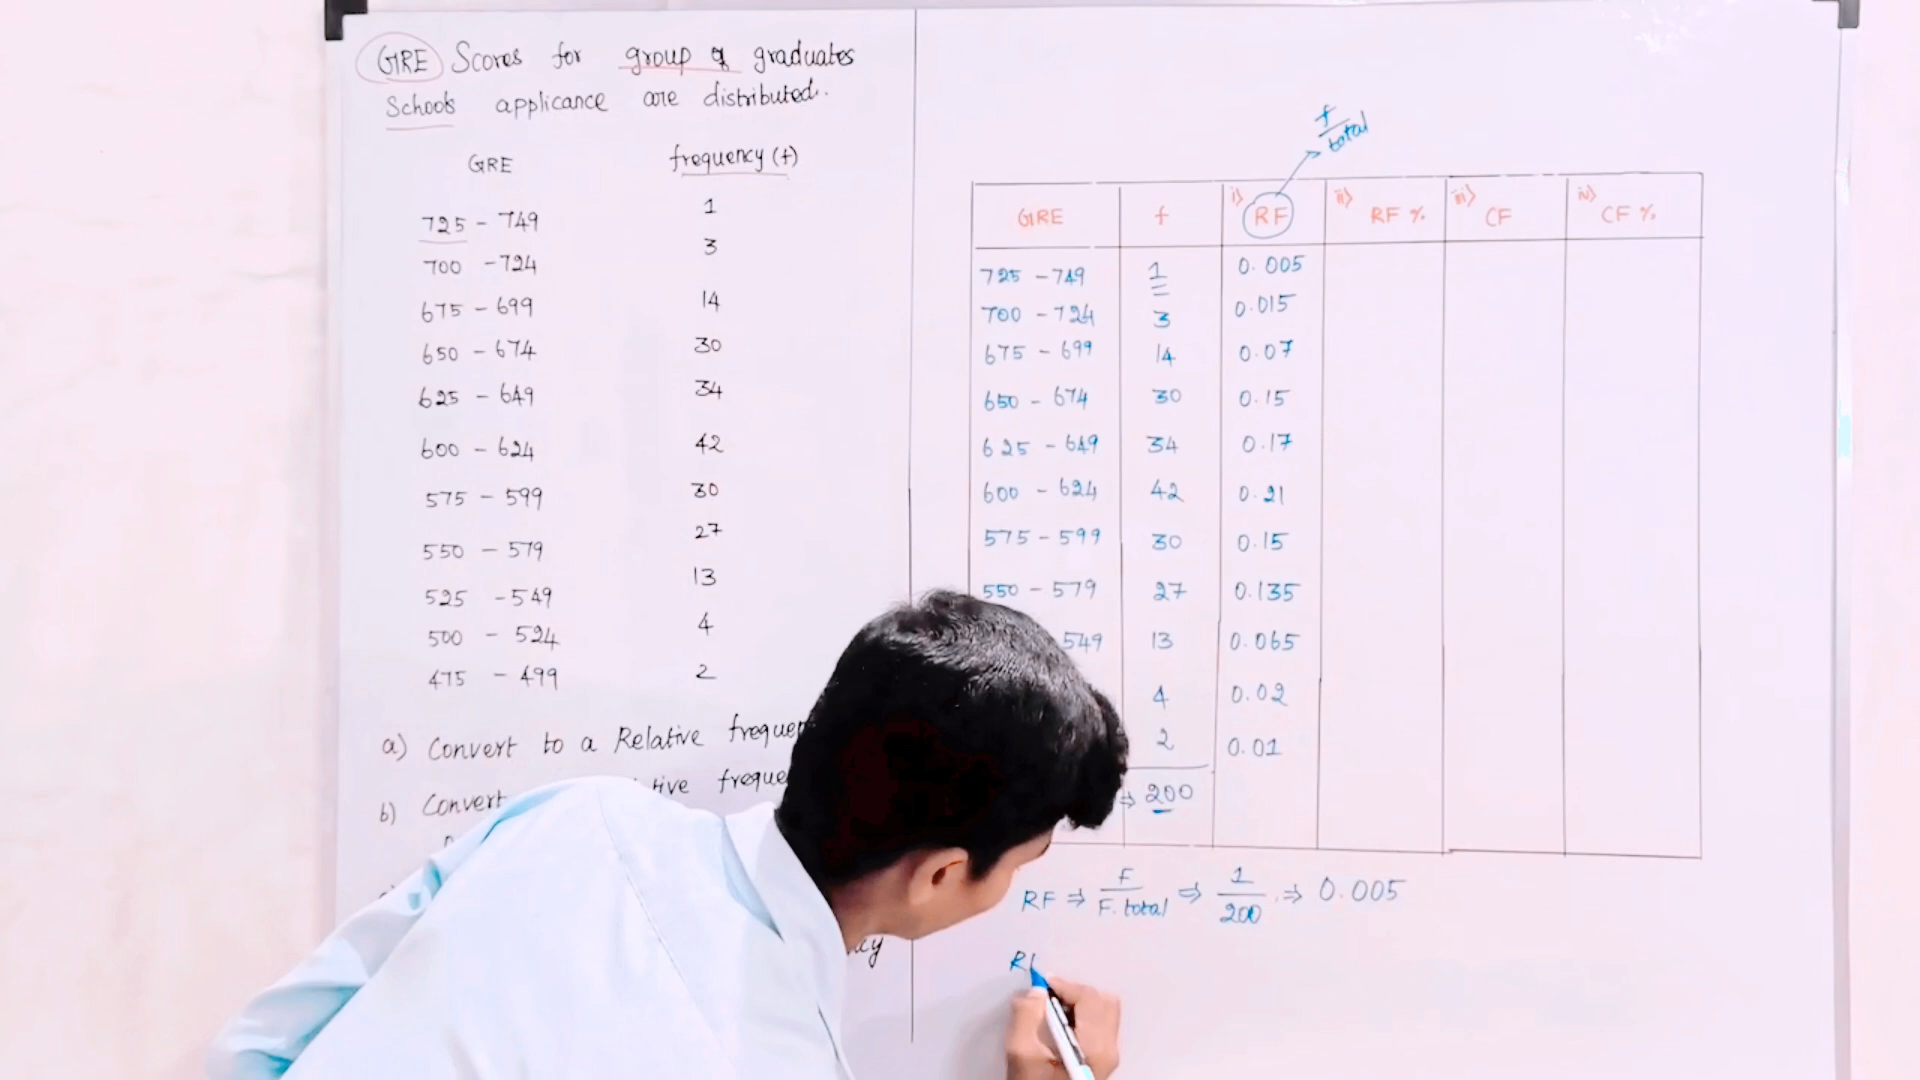 GRE Scores for group of graduates
Schools applicance are distributed.
GRE frequency (f)
725 - 749 1
700 - 724 3
675 - 699 14
650 - 674 30
625 - 649 34
600 - 624 42
575 - 599 30
550 - 579 27
525 - 549 13
500 - 524 4
475 - 499 2
a) Convert to a Relative
b) Convert
f/total
GRE f i) RF ii) RF % iii) CF iv) CF %
725 - 749 1 0.005
700 - 724 3 0.015
675 - 699 14 0.07
650 - 674 30 0.15
625 - 649 34 0.17
600 - 624 42 0.21
575 - 599 30 0.15
550 - 579 27 0.135
549 13 0.065
4 0.02
2 0.01
⇒ 200
RF ⇒ F/F.total ⇒ 1/200 ⇒ 0.005